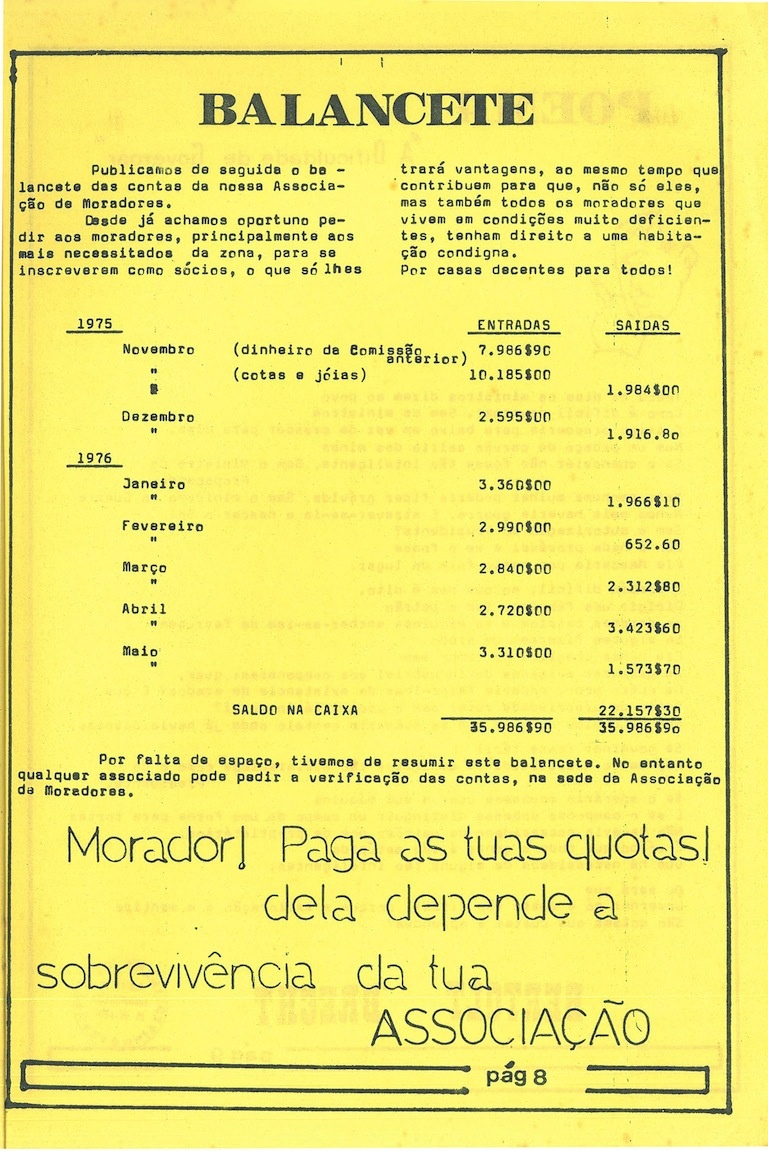 BALANCETE
Publicamos de seguida o ba -
lancete das contas da nossa Associa-
ção de Moradores.
Desde já achamos oportuno pe-
dir aos moradores, principalmente aos
mais necessitados da zona, para se
inscreverem como sócios, o que só lhes
trará vantagens, ao mesmo tempo que
contribuem para que, não só eles,
mas também todos os moradores que
vivem em condições muito deficien-
tes, tenham direito a uma habita-
ção condigna.
Por casas decentes para todos!
1975 ENTRADAS SAIDAS
Novembro (dinheiro da Comissão anterior) 7.986$90
" (cotas e jóias) 10.185$00
" 1.984$00
Dezembro 2.595$00
" 1.916.80
1976
Janeiro 3.360$00
" 1.966$10
Fevereiro 2.990$00
" 652.60
Março 2.840$00
" 2.312$80
Abril 2.720$00
" 3.423$60
Maio 3.310$00
" 1.573$70
SALDO NA CAIXA 22.157$30
35.986$90 35.986$90
Por falta de espaço, tivemos de resumir este balancete. No entanto
qualquer associado pode pedir a verificação das contas, na sede da Associação
de Moradores.
Morador! Paga as tuas quotas!
dela depende a
sobrevivência da tua
ASSOCIAÇÃO
pág 8